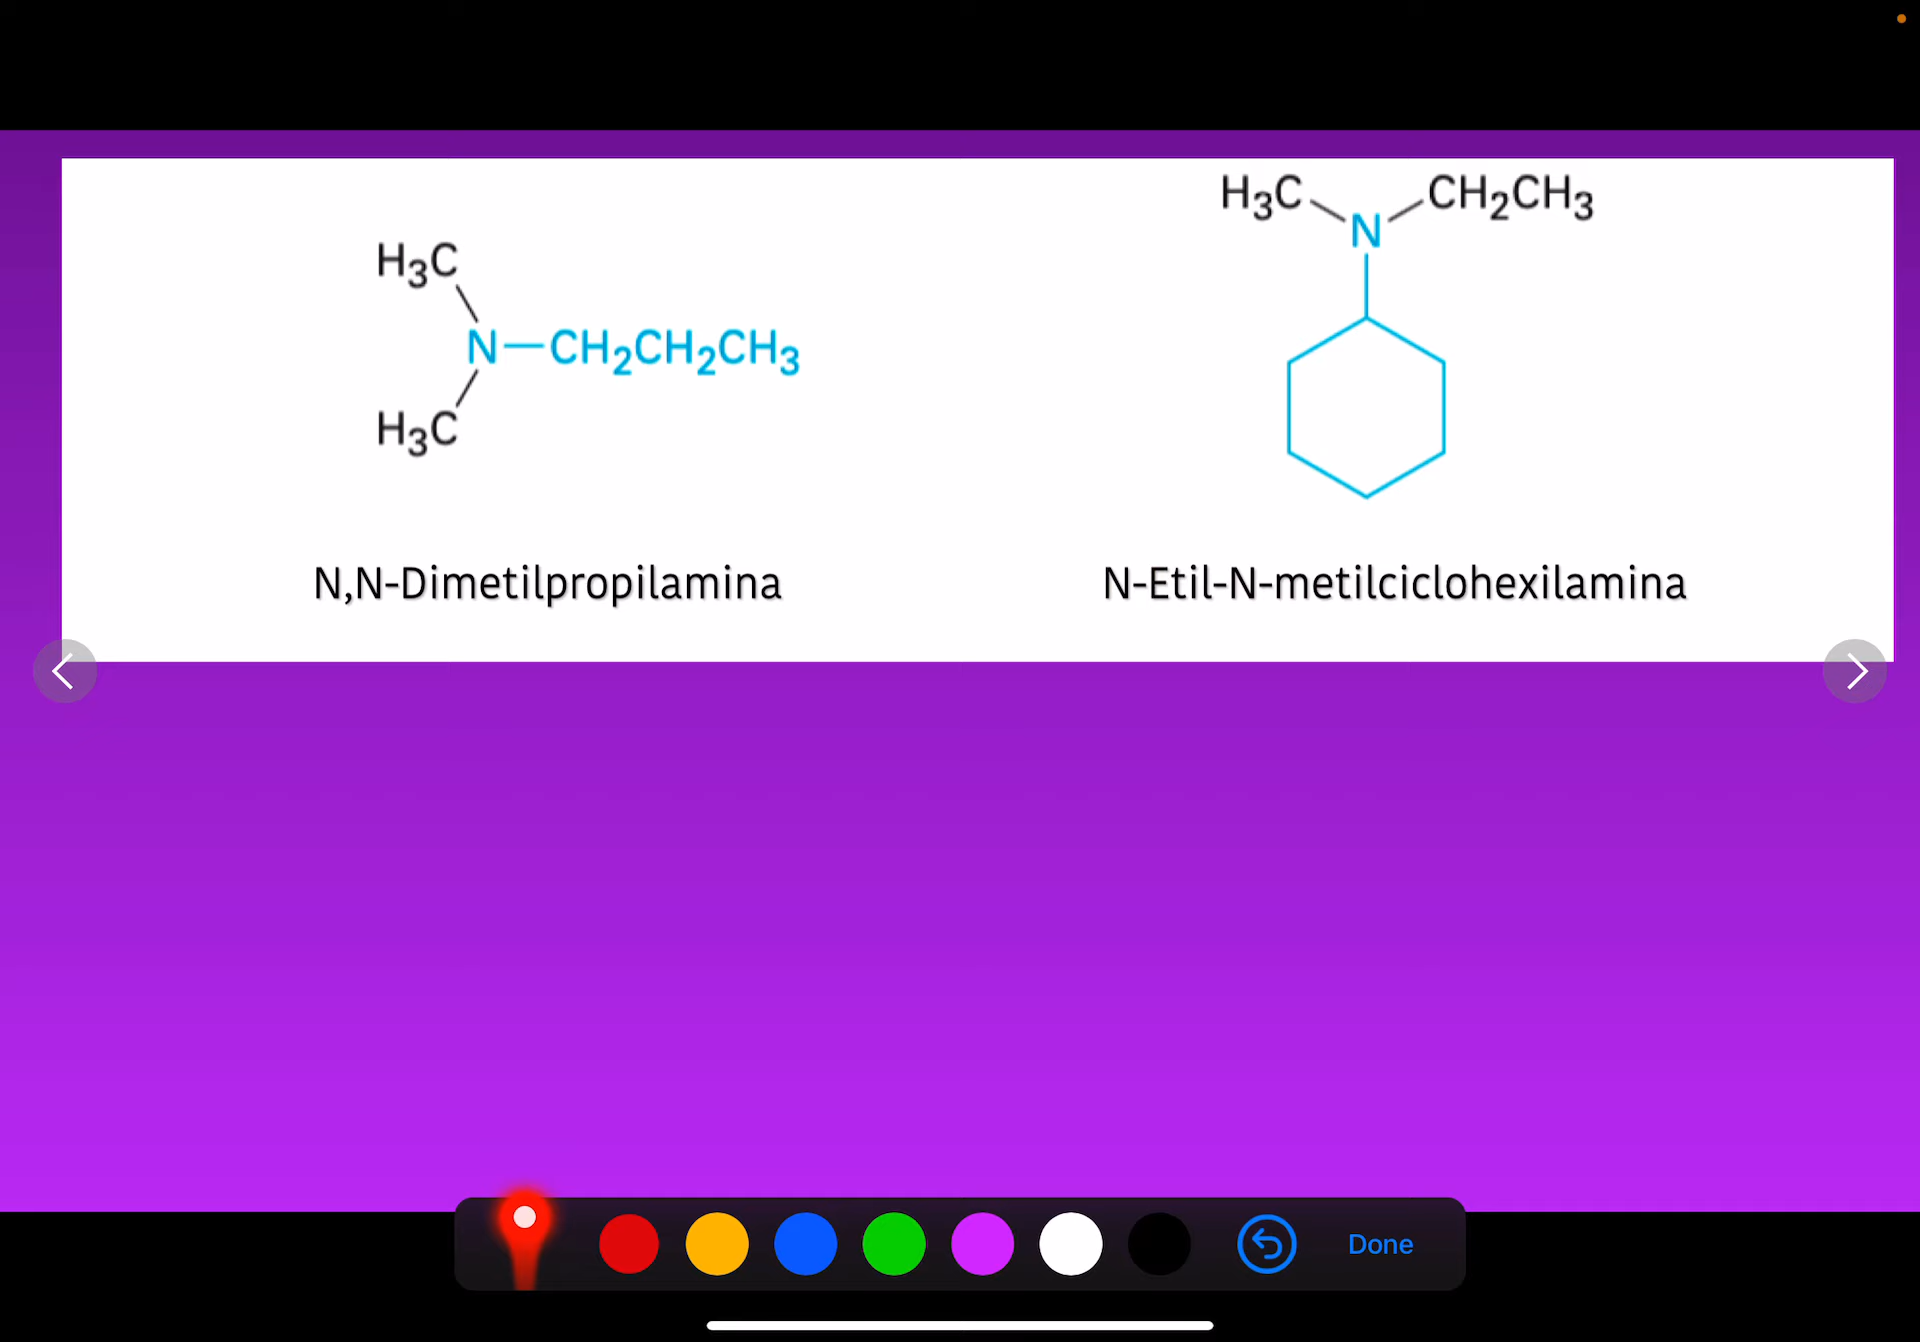 H₃C
N—CH₂CH₂CH₃
H₃C
N,N-Dimetilpropilamina
H₃C CH₂CH₃
N
N-Etil-N-metilciclohexilamina
Done